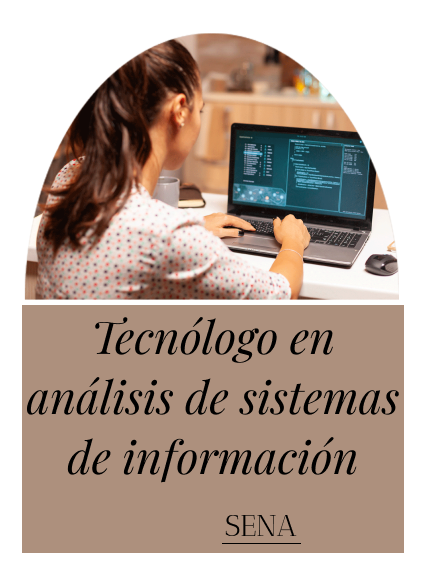 Tecnólogo en
análisis de sistemas
de información
SENA